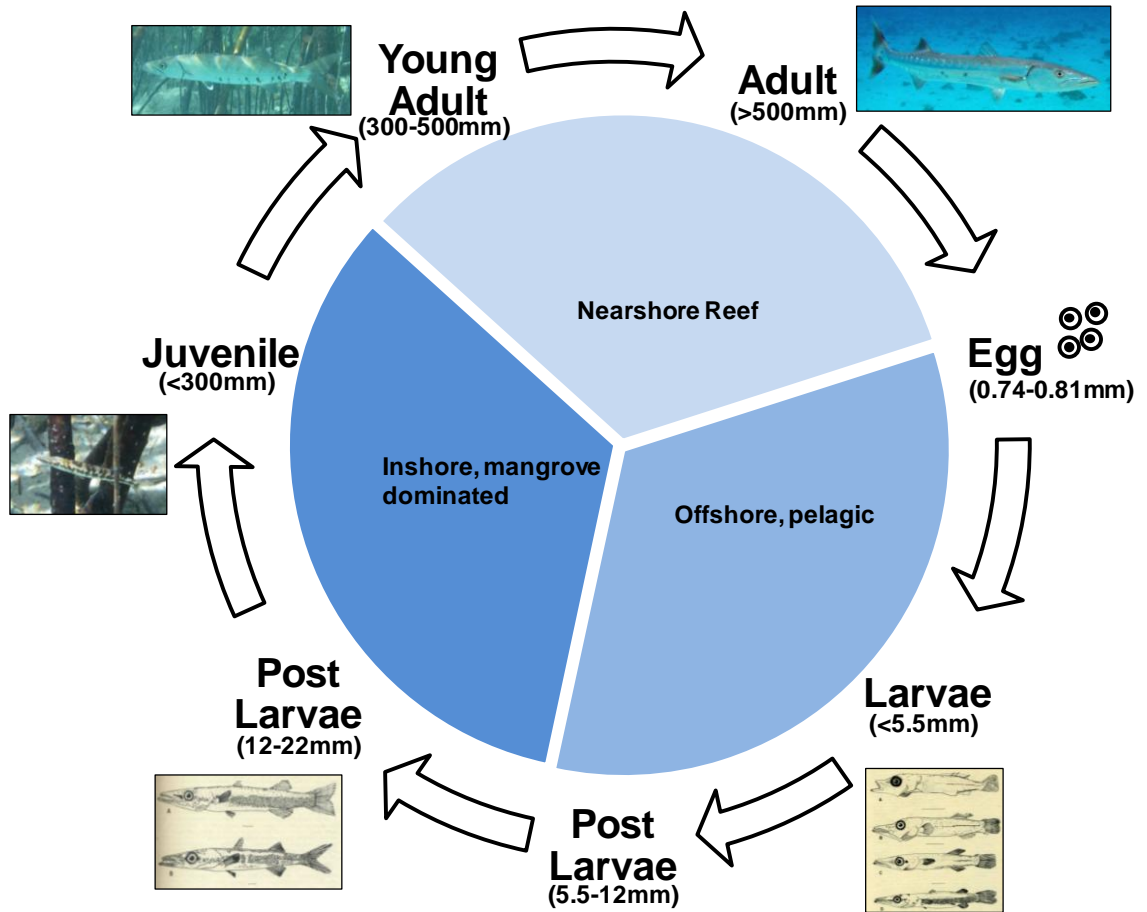 Young
Adult
(300-500mm)
Adult
(>500mm)
Nearshore Reef
Egg
(0.74-0.81mm)
Juvenile
(<300mm)
Inshore, mangrove
dominated
Offshore, pelagic
Post
Larvae
(12-22mm)
Larvae
(<5.5mm)
Post
Larvae
(5.5-12mm)